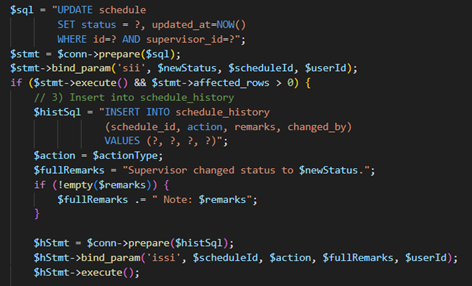 $sql = "UPDATE schedule
SET status = ?, updated_at=NOW()
WHERE id=? AND supervisor_id=?";
$stmt = $conn->prepare($sql);
$stmt->bind_param('sii', $newStatus, $scheduleId, $userId);
if ($stmt->execute() && $stmt->affected_rows > 0) {
// 3) Insert into schedule_history
$histSql = "INSERT INTO schedule_history
(schedule_id, action, remarks, changed_by)
VALUES (?, ?, ?, ?)";
$action = $actionType;
$fullRemarks = "Supervisor changed status to $newStatus.";
if (!empty($remarks)) {
$fullRemarks .= " Note: $remarks";
}
$hStmt = $conn->prepare($histSql);
$hStmt->bind_param('issi', $scheduleId, $action, $fullRemarks, $userId);
$hStmt->execute();